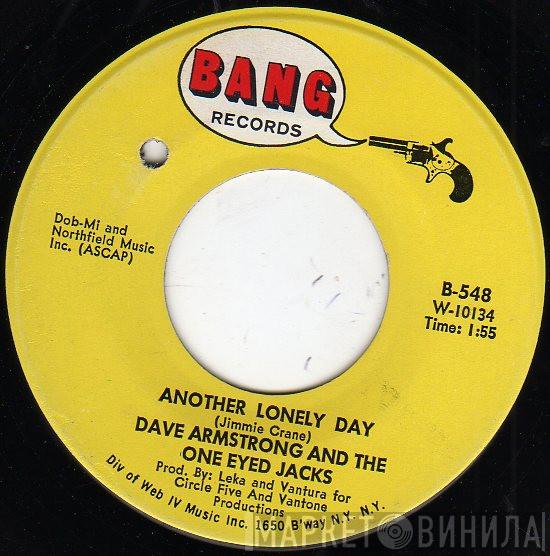 BANG
RECORDS
Dob-Mi and
Northfield Music
Inc. (ASCAP)
B-548
W-10134
Time: 1:55
ANOTHER LONELY DAY
(Jimmie Crane)
DAVE ARMSTRONG AND THE
ONE EYED JACKS
Prod. By: Leka and Vantura for
Circle Five And Vantone
Productions
Div of Web IV Music Inc. 1650 B'way N.Y. N.Y.
МАРКЕТ ВИНИЛА